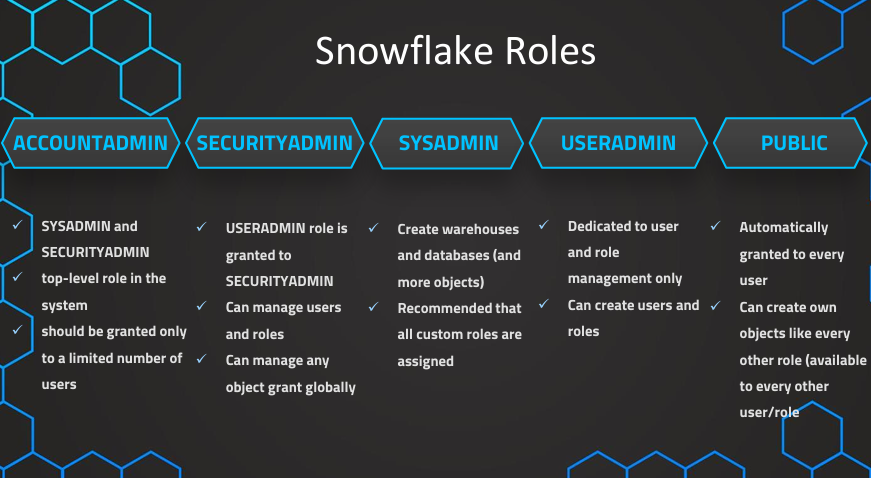 Snowflake Roles
ACCOUNTADMIN
SECURITYADMIN
SYSADMIN
USERADMIN
PUBLIC
✓ SYSADMIN and
SECURITYADMIN
✓ top-level role in the
system
✓ should be granted only
to a limited number of
users
✓ USERADMIN role is
granted to
SECURITYADMIN
✓ Can manage users
and roles
✓ Can manage any
object grant globally
✓ Create warehouses
and databases (and
more objects)
✓ Recommended that
all custom roles are
assigned
✓ Dedicated to user
and role
management only
✓ Can create users and
roles
✓ Automatically
granted to every
user
✓ Can create own
objects like every
other role (available
to every other
user/role